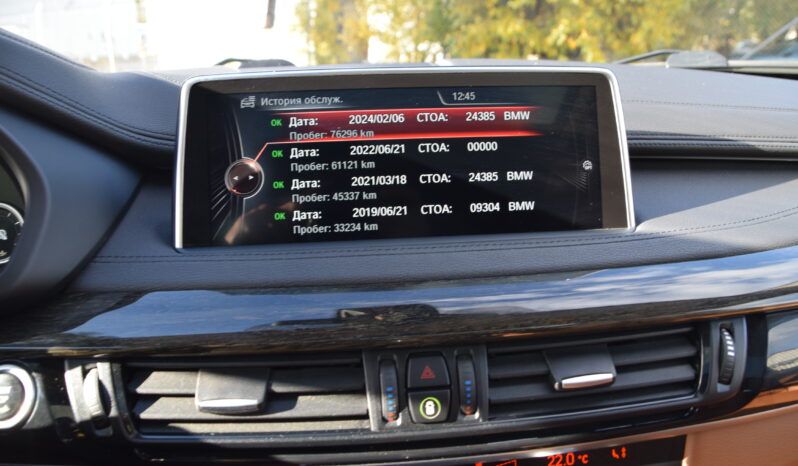 История обслуж. 12:45
OK Дата: 2024/02/06 СТОА: 24385 BMW
Пробег: 76296 km
OK Дата: 2022/06/21 СТОА: 00000
Пробег: 61121 km
OK Дата: 2021/03/18 СТОА: 24385 BMW
Пробег: 45337 km
OK Дата: 2019/06/21 СТОА: 09304 BMW
Пробег: 33234 km
22.0 °C